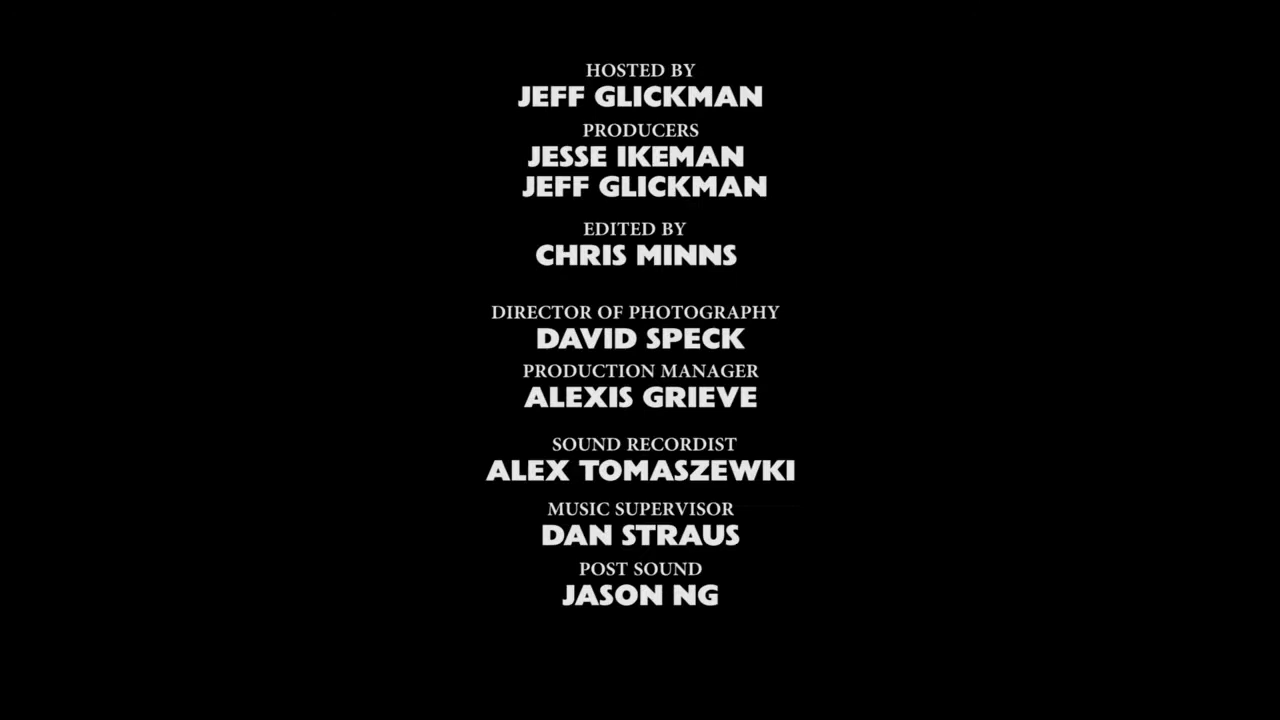 HOSTED BY
JEFF GLICKMAN
PRODUCERS
JESSE IKEMAN
JEFF GLICKMAN
EDITED BY
CHRIS MINNS
DIRECTOR OF PHOTOGRAPHY
DAVID SPECK
PRODUCTION MANAGER
ALEXIS GRIEVE
SOUND RECORDIST
ALEX TOMASZEWKI
MUSIC SUPERVISOR
DAN STRAUS
POST SOUND
JASON NG